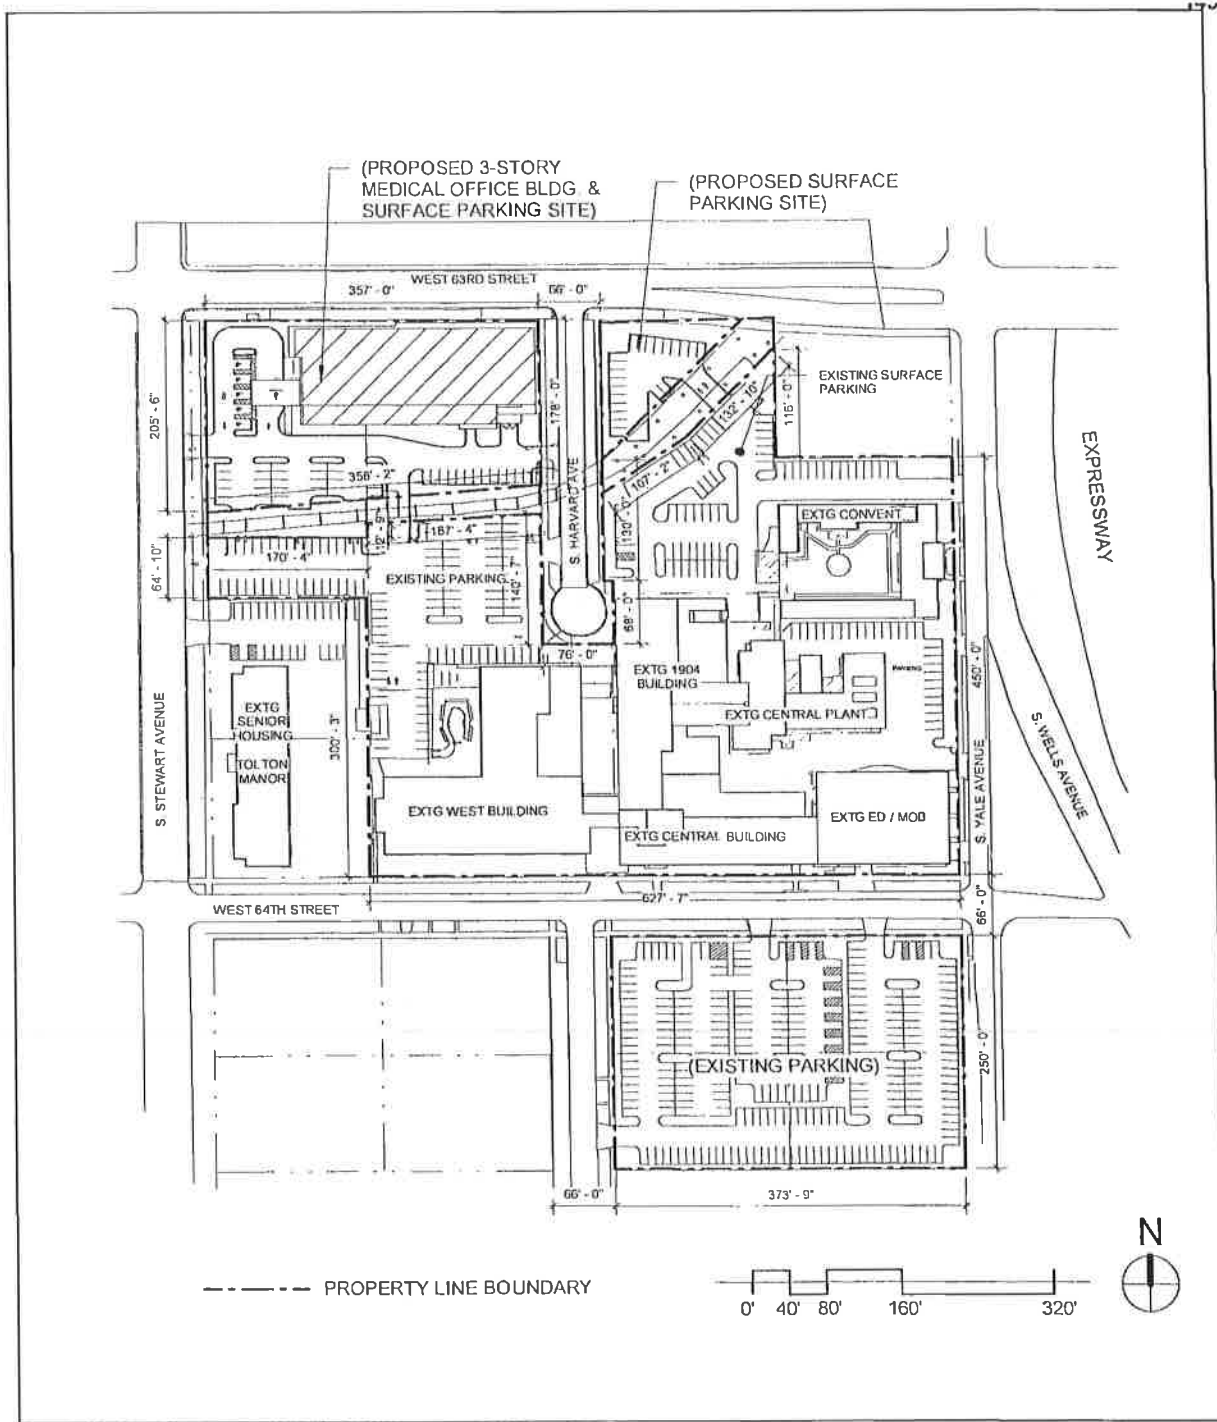 (PROPOSED 3-STORY
MEDICAL OFFICE BLDG. &
SURFACE PARKING SITE)
(PROPOSED SURFACE
PARKING SITE)
WEST 63RD STREET
357' - 0"
66' - 0"
205' - 6"
178' - 0"
132' - 10"
116' - 0"
EXISTING SURFACE
PARKING
EXPRESSWAY
356' - 2"
107' - 2"
S. HARVARD AVE
130' - 0"
EXTG CONVENT
187' - 4"
64' - 10"
170' - 4"
EXISTING PARKING
140' - 7"
68' - 0"
76' - 0"
EXTG 1904
BUILDING
PARKING
450' - 0"
EXTG
SENIOR
HOUSING
TOLTON
MANOR
300' - 3"
EXTG CENTRAL PLANT
S. STEWART AVENUE
S. YALE AVENUE
S. WELLS AVENUE
EXTG WEST BUILDING
EXTG CENTRAL BUILDING
EXTG ED / MOB
WEST 64TH STREET
627' - 7"
66' - 0"
(EXISTING PARKING)
250' - 0"
66' - 0"
373' - 9"
N
PROPERTY LINE BOUNDARY
0' 40' 80' 160' 320'